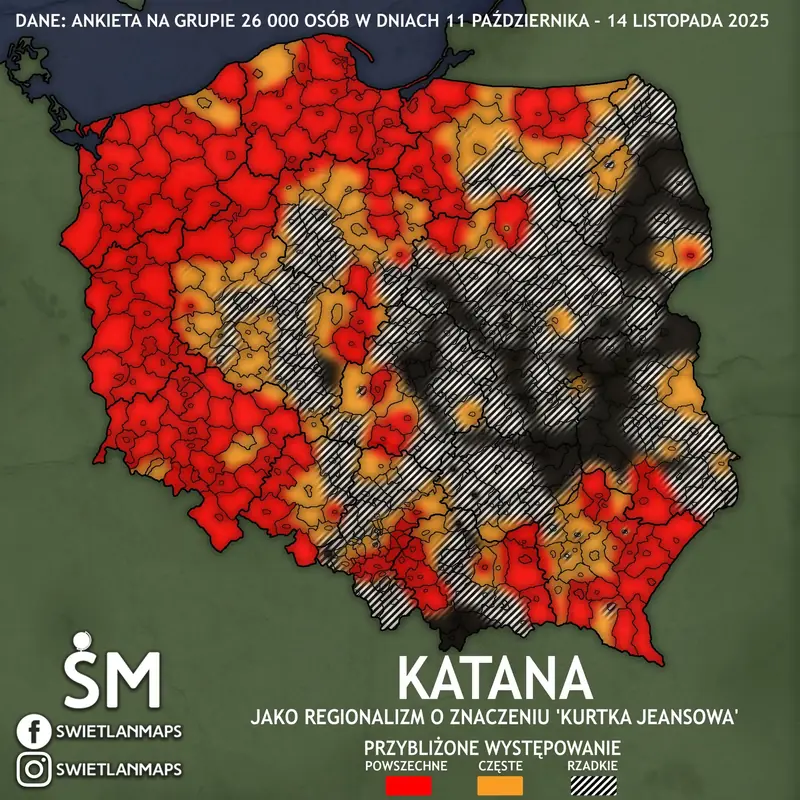 DANE: ANKIETA NA GRUPIE 26 000 OSÓB W DNIACH 11 PAŹDZIERNIKA - 14 LISTOPADA 2025
ŚM
SWIETLANMAPS
SWIETLANMAPS
KATANA
JAKO REGIONALIZM O ZNACZENIU 'KURTKA JEANSOWA'
PRZYBLIŻONE WYSTĘPOWANIE
POWSZECHNE CZĘSTE RZADKIE